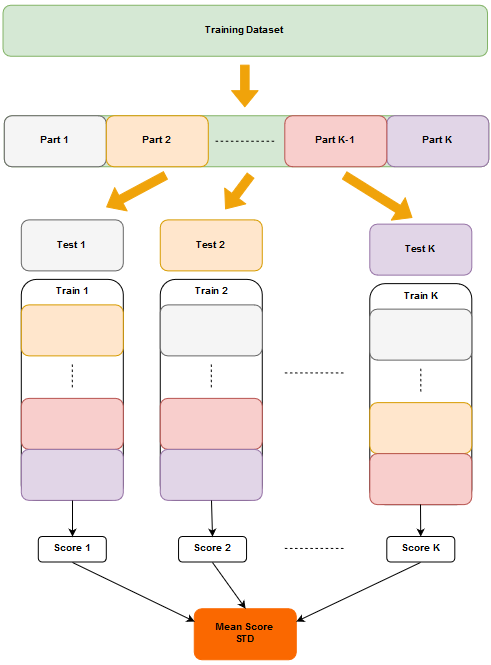 Training Dataset
Part 1
Part 2
Part K-1
Part K
Test 1
Test 2
Test K
Train 1
Train 2
Train K
Score 1
Score 2
Score K
Mean Score
STD